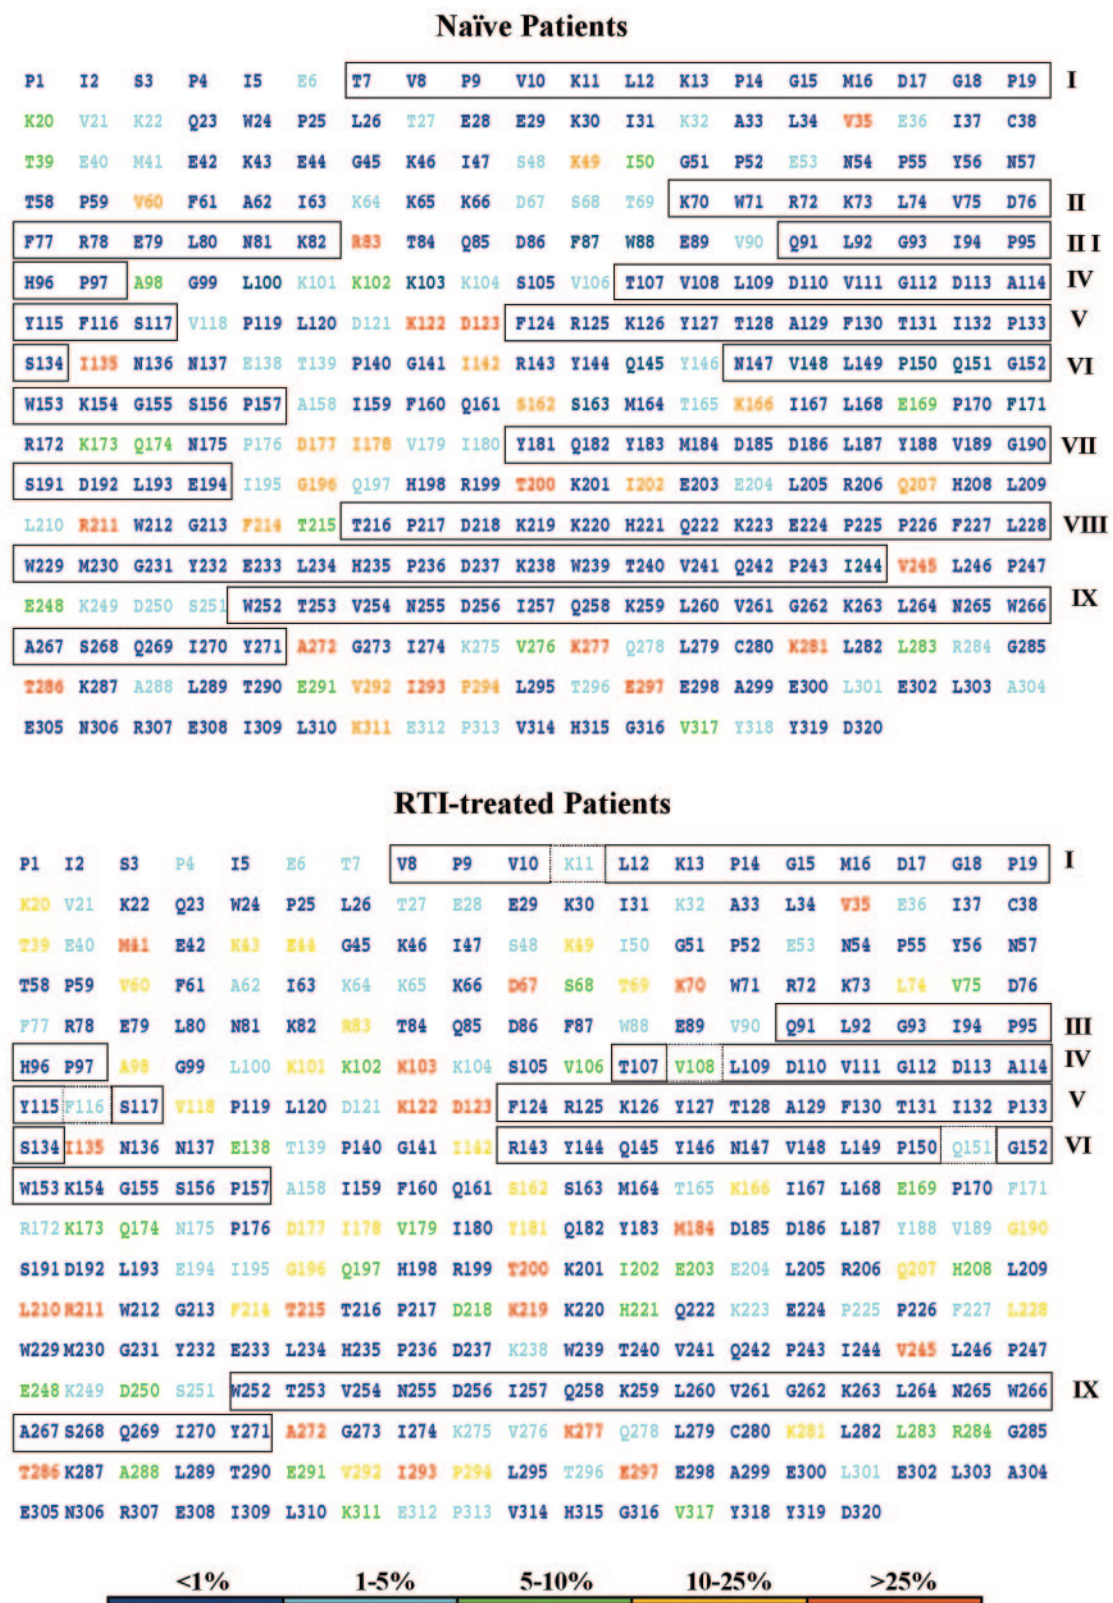 Naïve Patients
P1 I2 S3 P4 I5 E6 T7 V8 P9 V10 K11 L12 K13 P14 G15 M16 D17 G18 P19 I
K20 V21 K22 Q23 W24 P25 L26 T27 E28 E29 K30 I31 K32 A33 L34 V35 E36 I37 C38
T39 E40 M41 E42 K43 E44 G45 K46 I47 S48 K49 I50 G51 P52 E53 N54 P55 Y56 N57
T58 P59 V60 F61 A62 I63 K64 K65 K66 D67 S68 T69 K70 W71 R72 K73 L74 V75 D76 II
F77 R78 E79 L80 N81 K82 R83 T84 Q85 D86 F87 W88 E89 V90 Q91 L92 G93 I94 P95 II I
H96 P97 A98 G99 L100 K101 K102 K103 K104 S105 V106 T107 V108 L109 D110 V111 G112 D113 A114 IV
Y115 F116 S117 V118 P119 L120 D121 K122 D123 F124 R125 K126 Y127 T128 A129 F130 T131 I132 P133 V
S134 I135 N136 N137 E138 T139 P140 G141 I142 R143 Y144 Q145 Y146 N147 V148 L149 P150 Q151 G152 VI
W153 K154 G155 S156 P157 A158 I159 F160 Q161 S162 S163 M164 T165 K166 I167 L168 E169 P170 F171
R172 K173 Q174 N175 P176 D177 I178 V179 I180 Y181 Q182 Y183 M184 D185 D186 L187 Y188 V189 G190 VII
S191 D192 L193 E194 I195 G196 Q197 H198 R199 T200 K201 I202 E203 E204 L205 R206 Q207 H208 L209
L210 R211 W212 G213 F214 T215 T216 P217 D218 K219 K220 H221 Q222 K223 E224 P225 P226 F227 L228 VIII
W229 M230 G231 Y232 E233 L234 H235 P236 D237 K238 W239 T240 V241 Q242 P243 I244 V245 L246 P247
E248 K249 D250 S251 W252 T253 V254 N255 D256 I257 Q258 K259 L260 V261 G262 K263 L264 N265 W266 IX
A267 S268 Q269 I270 Y271 A272 G273 I274 K275 V276 K277 Q278 L279 C280 K281 L282 L283 R284 G285
T286 K287 A288 L289 T290 E291 V292 I293 P294 L295 T296 E297 E298 A299 E300 L301 E302 L303 A304
E305 N306 R307 E308 I309 L310 K311 E312 P313 V314 H315 G316 V317 Y318 Y319 D320
RTI-treated Patients
P1 I2 S3 P4 I5 E6 T7 V8 P9 V10 K11 L12 K13 P14 G15 M16 D17 G18 P19 I
K20 V21 K22 Q23 W24 P25 L26 T27 E28 E29 K30 I31 K32 A33 L34 V35 E36 I37 C38
T39 E40 M41 E42 K43 E44 G45 K46 I47 S48 K49 I50 G51 P52 E53 N54 P55 Y56 N57
T58 P59 V60 F61 A62 I63 K64 K65 K66 D67 S68 T69 K70 W71 R72 K73 L74 V75 D76
F77 R78 E79 L80 N81 K82 R83 T84 Q85 D86 F87 W88 E89 V90 Q91 L92 G93 I94 P95 III
H96 P97 A98 G99 L100 K101 K102 K103 K104 S105 V106 T107 V108 L109 D110 V111 G112 D113 A114 IV
Y115 F116 S117 V118 P119 L120 D121 K122 D123 F124 R125 K126 Y127 T128 A129 F130 T131 I132 P133 V
S134 I135 N136 N137 E138 T139 P140 G141 I142 R143 Y144 Q145 Y146 N147 V148 L149 P150 Q151 G152 VI
W153 K154 G155 S156 P157 A158 I159 F160 Q161 S162 S163 M164 T165 K166 I167 L168 E169 P170 F171
R172 K173 Q174 N175 P176 D177 I178 V179 I180 Y181 Q182 Y183 M184 D185 D186 L187 Y188 V189 G190
S191 D192 L193 E194 I195 G196 Q197 H198 R199 T200 K201 I202 E203 E204 L205 R206 Q207 H208 L209
L210 R211 W212 G213 F214 T215 T216 P217 D218 K219 K220 H221 Q222 K223 E224 P225 P226 F227 L228
W229 M230 G231 Y232 E233 L234 H235 P236 D237 K238 W239 T240 V241 Q242 P243 I244 V245 L246 P247
E248 K249 D250 S251 W252 T253 V254 N255 D256 I257 Q258 K259 L260 V261 G262 K263 L264 N265 W266 IX
A267 S268 Q269 I270 Y271 A272 G273 I274 K275 V276 K277 Q278 L279 C280 K281 L282 L283 R284 G285
T286 K287 A288 L289 T290 E291 V292 I293 P294 L295 T296 E297 E298 A299 E300 L301 E302 L303 A304
E305 N306 R307 E308 I309 L310 K311 E312 P313 V314 H315 G316 V317 Y318 Y319 D320
<1% 1-5% 5-10% 10-25% >25%